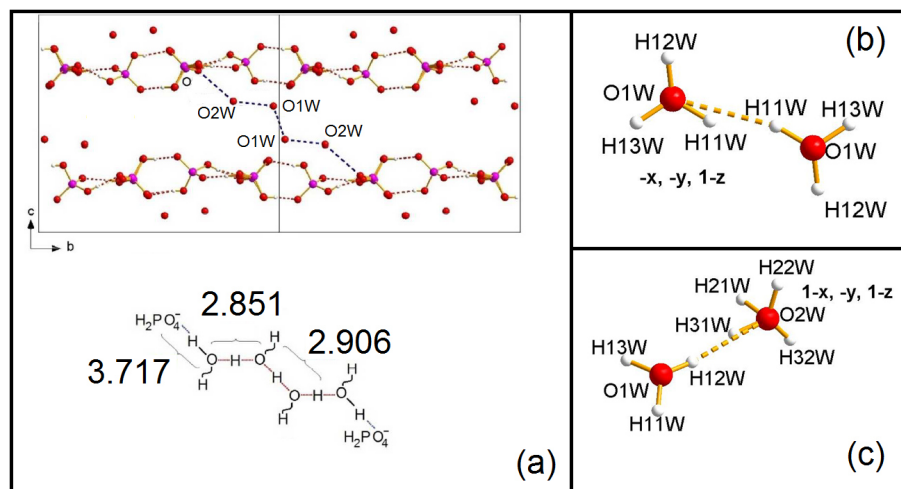 O
O2W
O1W
O1W
O2W
c
b
2.851
H₂PO₄⁻
H
H
2.906
3.717
O H O
H
H
O H O
H
H
H
H₂PO₄⁻
(a)
(b)
H12W
O1W
H11W
H13W
H13W
H11W
O1W
-x, -y, 1-z
H12W
H22W
H21W
1-x, -y, 1-z
O2W
H31W
H13W
H32W
O1W
H12W
H11W
(c)